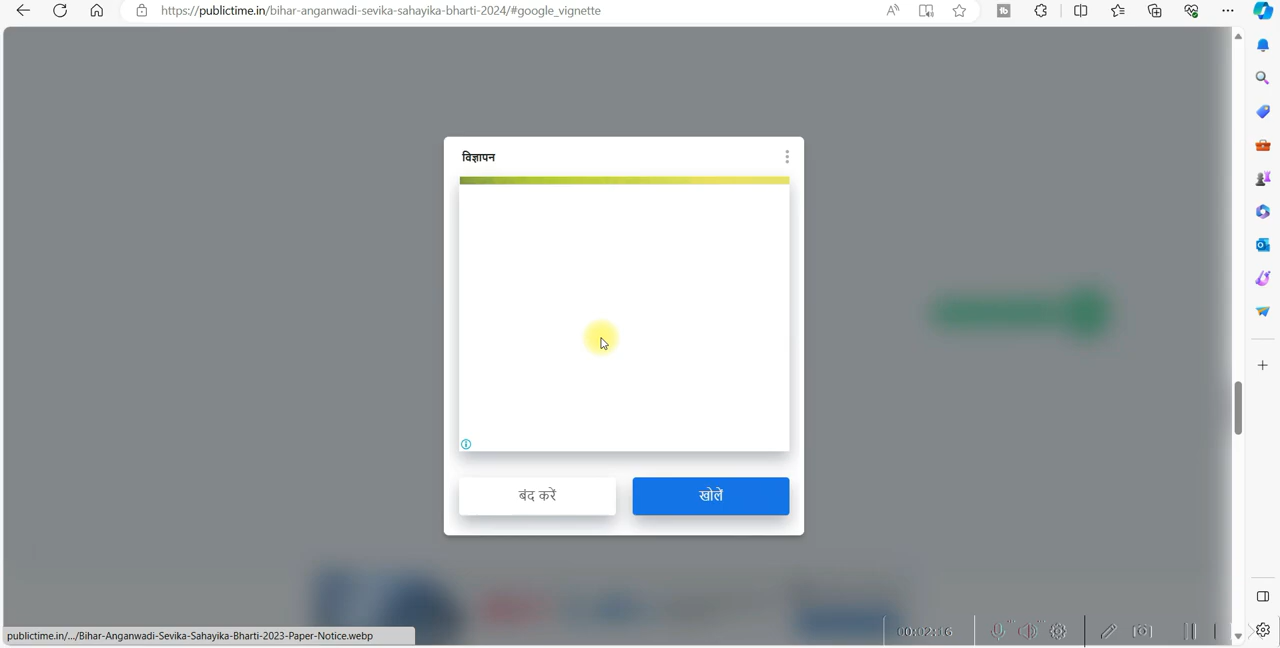 https://publictime.in/bihar-anganwadi-sevika-sahayika-bharti-2024/#google_vignette
विज्ञापन
बंद करें
खोलें
publictime.in/.../Bihar-Anganwadi-Sevika-Sahayika-Bharti-2023-Paper-Notice.webp
00:02:16